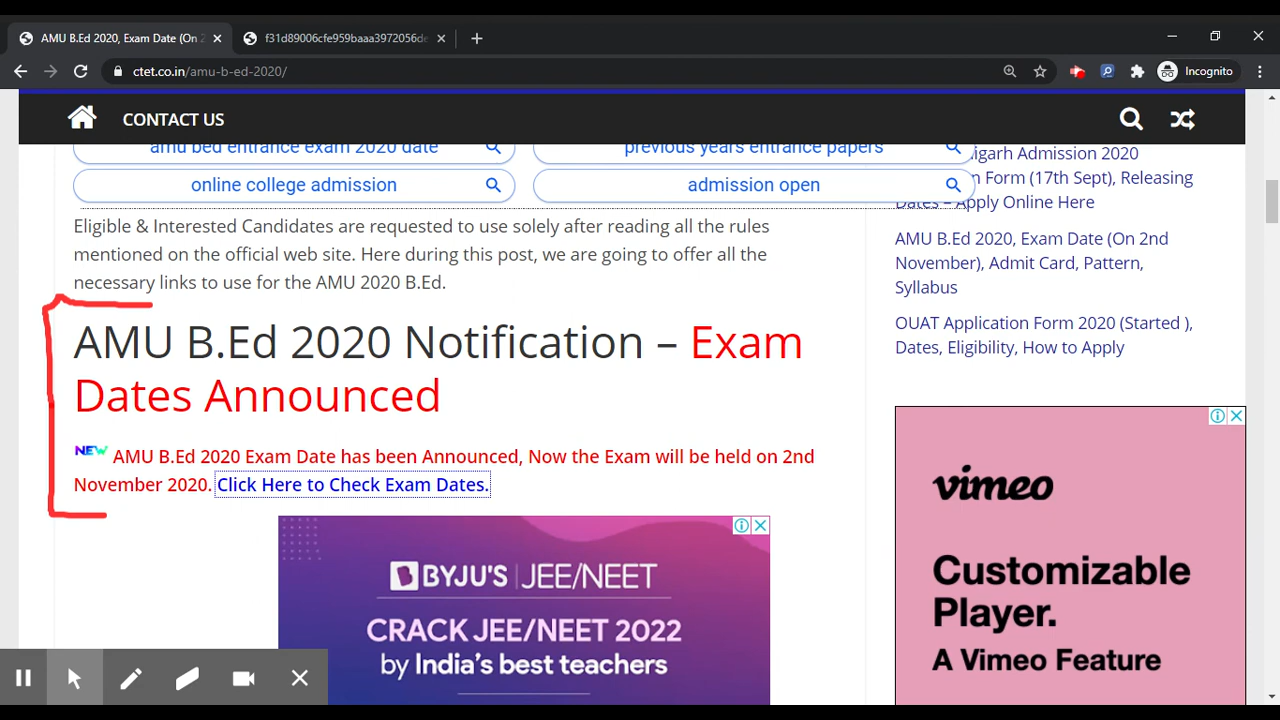 AMU B.Ed 2020, Exam Date (On 2
f31d89006cfe959baaa3972056de
ctet.co.in/amu-b-ed-2020/
Incognito
CONTACT US
amu bed entrance exam 2020 date
previous years entrance papers
online college admission
admission open
Eligible & Interested Candidates are requested to use solely after reading all the rules
mentioned on the official web site. Here during this post, we are going to offer all the
necessary links to use for the AMU 2020 B.Ed.
AMU B.Ed 2020 Notification – Exam
Dates Announced
NEW AMU B.Ed 2020 Exam Date has been Announced, Now the Exam will be held on 2nd
November 2020. Click Here to Check Exam Dates.
BYJU'S JEE/NEET
CRACK JEE/NEET 2022
by India's best teachers
igarh Admission 2020
n Form (17th Sept), Releasing
Dates – Apply Online Here
AMU B.Ed 2020, Exam Date (On 2nd
November), Admit Card, Pattern,
Syllabus
OUAT Application Form 2020 (Started ),
Dates, Eligibility, How to Apply
vimeo
Customizable
Player.
A Vimeo Feature